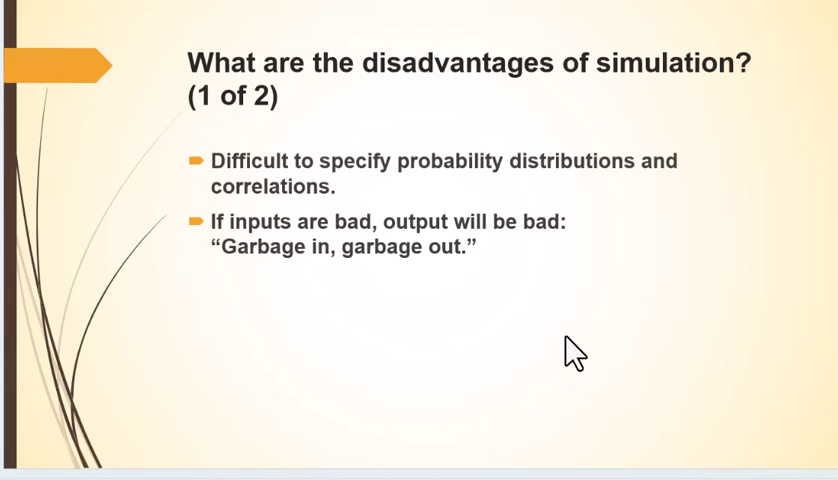 What are the disadvantages of simulation?
(1 of 2)
Difficult to specify probability distributions and
correlations.
If inputs are bad, output will be bad:
“Garbage in, garbage out.”